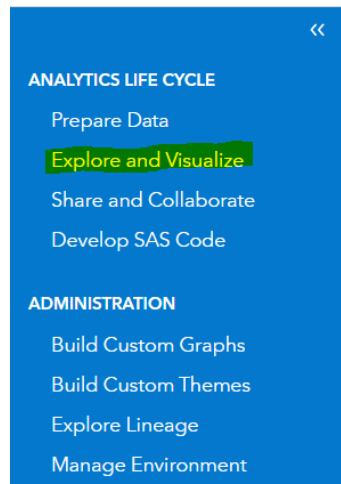 «
ANALYTICS LIFE CYCLE
Prepare Data
Explore and Visualize
Share and Collaborate
Develop SAS Code
ADMINISTRATION
Build Custom Graphs
Build Custom Themes
Explore Lineage
Manage Environment